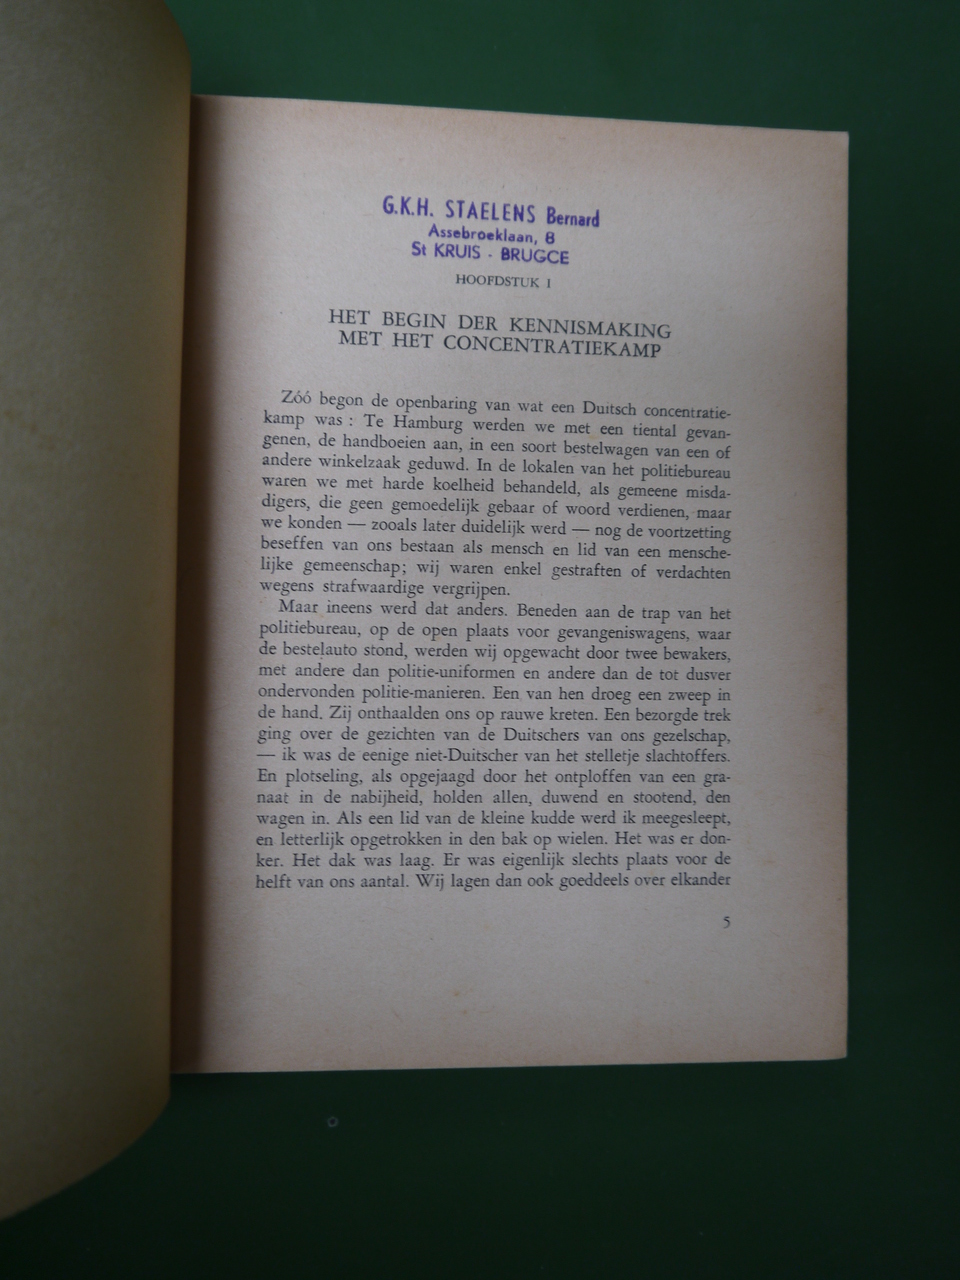 G.K.H. STAELENS Bernard
Assebroeklaan, 8
St KRUIS - BRUGCE
HOOFDSTUK I
HET BEGIN DER KENNISMAKING
MET HET CONCENTRATIEKAMP
Zóó begon de openbaring van wat een Duitsch concentratie-
kamp was : Te Hamburg werden we met een tiental gevan-
genen, de handboeien aan, in een soort bestelwagen van een of
andere winkelzaak geduwd. In de lokalen van het politiebureau
waren we met harde koelheid behandeld, als gemeene misda-
digers, die geen gemoedelijk gebaar of woord verdienen, maar
we konden — zooals later duidelijk werd — nog de voortzetting
beseffen van ons bestaan als mensch en lid van een mensche-
lijke gemeenschap; wij waren enkel gestraften of verdachten
wegens strafwaardige vergrijpen.
Maar ineens werd dat anders. Beneden aan de trap van het
politiebureau, op de open plaats voor gevangeniswagens, waar
de bestelauto stond, werden wij opgewacht door twee bewakers,
met andere dan politie-uniformen en andere dan de tot dusver
ondervonden politie-manieren. Een van hen droeg een zweep in
de hand. Zij onthaalden ons op rauwe kreten. Een bezorgde trek
ging over de gezichten van de Duitschers van ons gezelschap,
— ik was de eenige niet-Duitscher van het stelletje slachtoffers.
En plotseling, als opgejaagd door het ontploffen van een gra-
naat in de nabijheid, holden allen, duwend en stootend, den
wagen in. Als een lid van de kleine kudde werd ik meegesleept,
en letterlijk opgetrokken in den bak op wielen. Het was er don-
ker. Het dak was laag. Er was eigenlijk slechts plaats voor de
helft van ons aantal. Wij lagen dan ook goeddeels over elkander
5